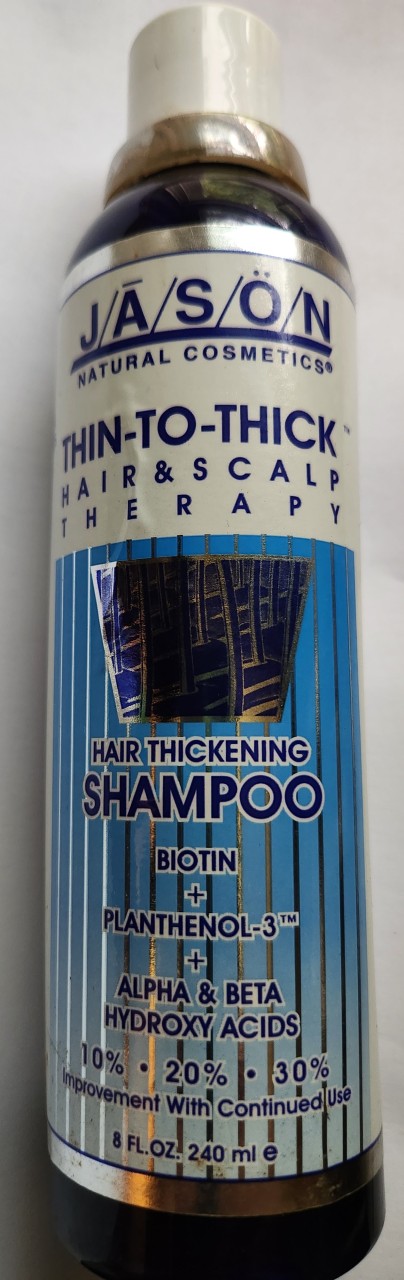 J/Ā/S/Ö/N
NATURAL COSMETICS®
THIN-TO-THICK™
HAIR & SCALP
THERAPY
HAIR THICKENING
SHAMPOO
BIOTIN
+
PLANTHENOL-3™
+
ALPHA & BETA
HYDROXY ACIDS
10% • 20% • 30%
Improvement With Continued Use
8 FL.OZ. 240 ml e